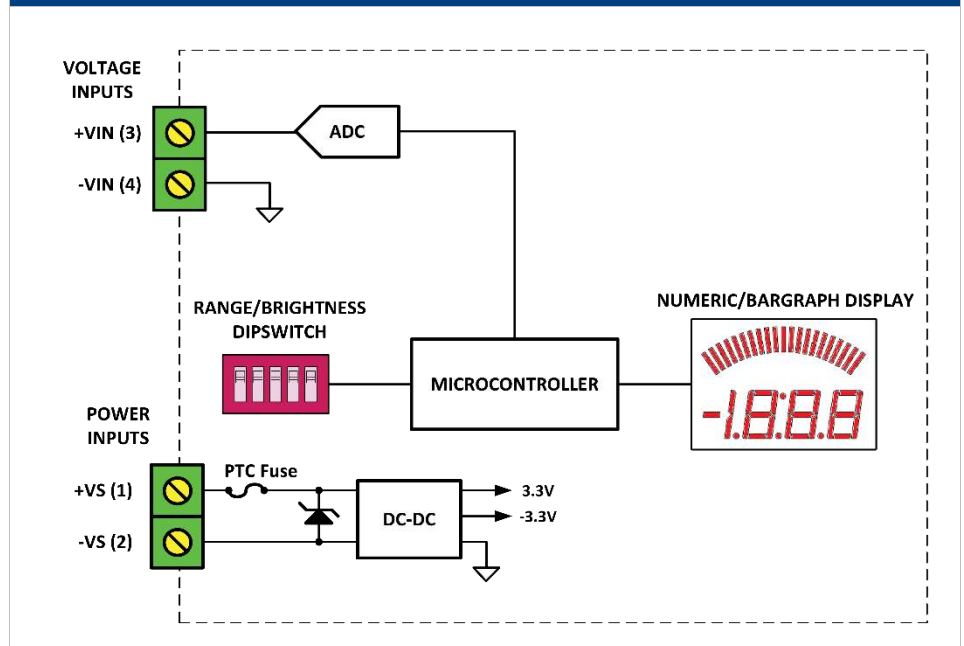 VOLTAGE
INPUTS
+VIN (3)
-VIN (4)
ADC
RANGE/BRIGHTNESS
DIPSWITCH
MICROCONTROLLER
NUMERIC/BARGRAPH DISPLAY
-1.8:8.8
POWER
INPUTS
+VS (1)
-VS (2)
PTC Fuse
DC-DC
3.3V
-3.3V